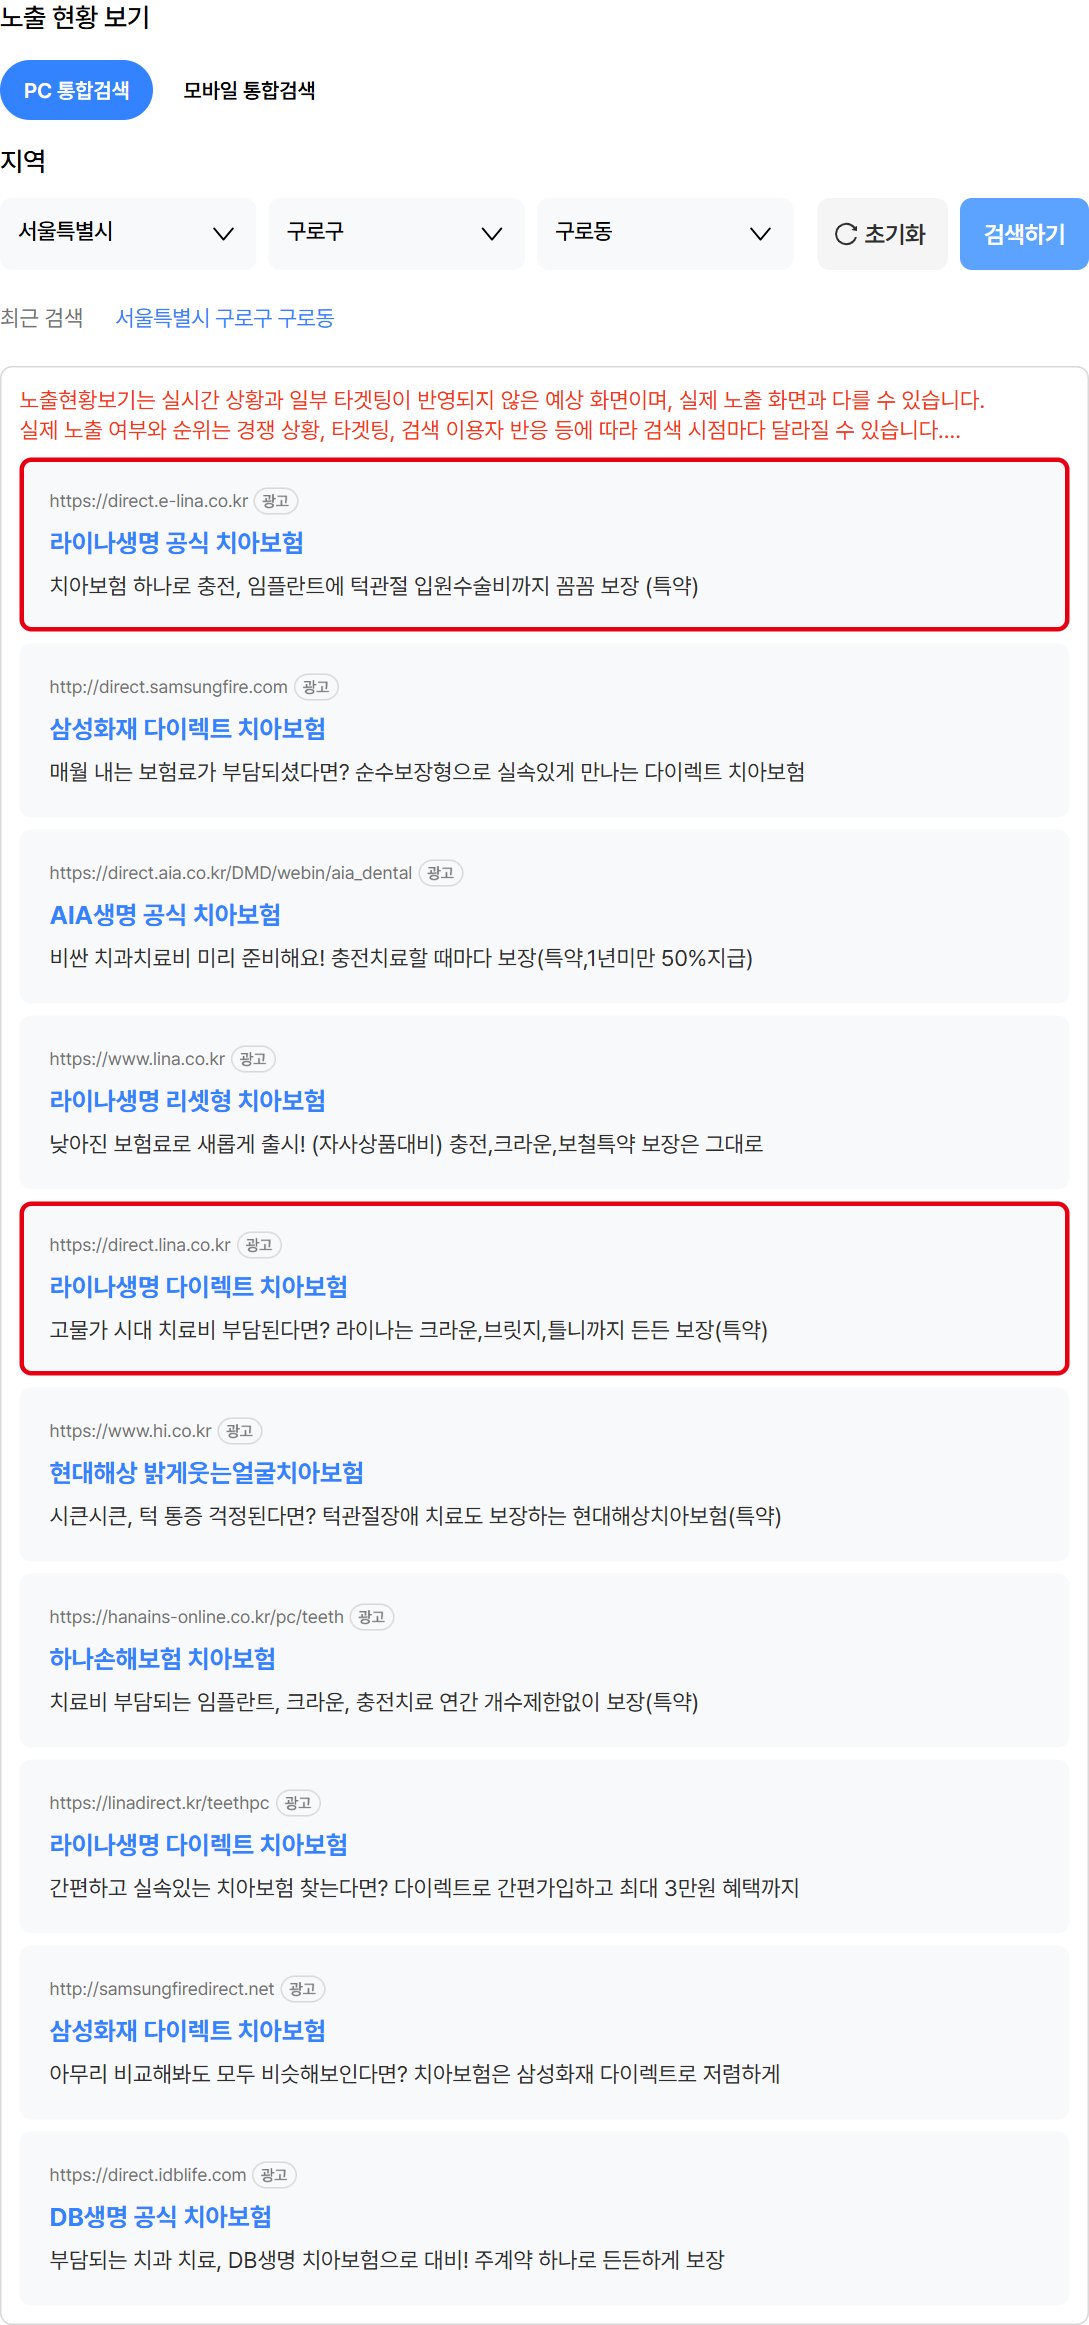 노출 현황 보기
PC 통합검색
모바일 통합검색
지역
서울특별시
구로구
구로동
초기화
검색하기
최근 검색
서울특별시 구로구 구로동
노출현황보기는 실시간 상황과 일부 타겟팅이 반영되지 않은 예상 화면이며, 실제 노출 화면과 다를 수 있습니다.
실제 노출 여부와 순위는 경쟁 상황, 타겟팅, 검색 이용자 반응 등에 따라 검색 시점마다 달라질 수 있습니다....
https://direct.e-lina.co.kr 광고
라이나생명 공식 치아보험
치아보험 하나로 충전, 임플란트에 턱관절 입원수술비까지 꼼꼼 보장 (특약)
http://direct.samsungfire.com 광고
삼성화재 다이렉트 치아보험
매월 내는 보험료가 부담되셨다면? 순수보장형으로 실속있게 만나는 다이렉트 치아보험
https://direct.aia.co.kr/DMD/webin/aia_dental 광고
AIA생명 공식 치아보험
비싼 치과치료비 미리 준비해요! 충전치료할 때마다 보장(특약,1년미만 50%지급)
https://www.lina.co.kr 광고
라이나생명 리셋형 치아보험
낮아진 보험료로 새롭게 출시! (자사상품대비) 충전,크라운,보철특약 보장은 그대로
https://direct.lina.co.kr 광고
라이나생명 다이렉트 치아보험
고물가 시대 치료비 부담된다면? 라이나는 크라운,브릿지,틀니까지 든든 보장(특약)
https://www.hi.co.kr 광고
현대해상 밝게웃는얼굴치아보험
시큰시큰, 턱 통증 걱정된다면? 턱관절장애 치료도 보장하는 현대해상치아보험(특약)
https://hanains-online.co.kr/pc/teeth 광고
하나손해보험 치아보험
치료비 부담되는 임플란트, 크라운, 충전치료 연간 개수제한없이 보장(특약)
https://linadirect.kr/teethpc 광고
라이나생명 다이렉트 치아보험
간편하고 실속있는 치아보험 찾는다면? 다이렉트로 간편가입하고 최대 3만원 혜택까지
http://samsungfiredirect.net 광고
삼성화재 다이렉트 치아보험
아무리 비교해봐도 모두 비슷해보인다면? 치아보험은 삼성화재 다이렉트로 저렴하게
https://direct.idblife.com 광고
DB생명 공식 치아보험
부담되는 치과 치료, DB생명 치아보험으로 대비! 주계약 하나로 든든하게 보장